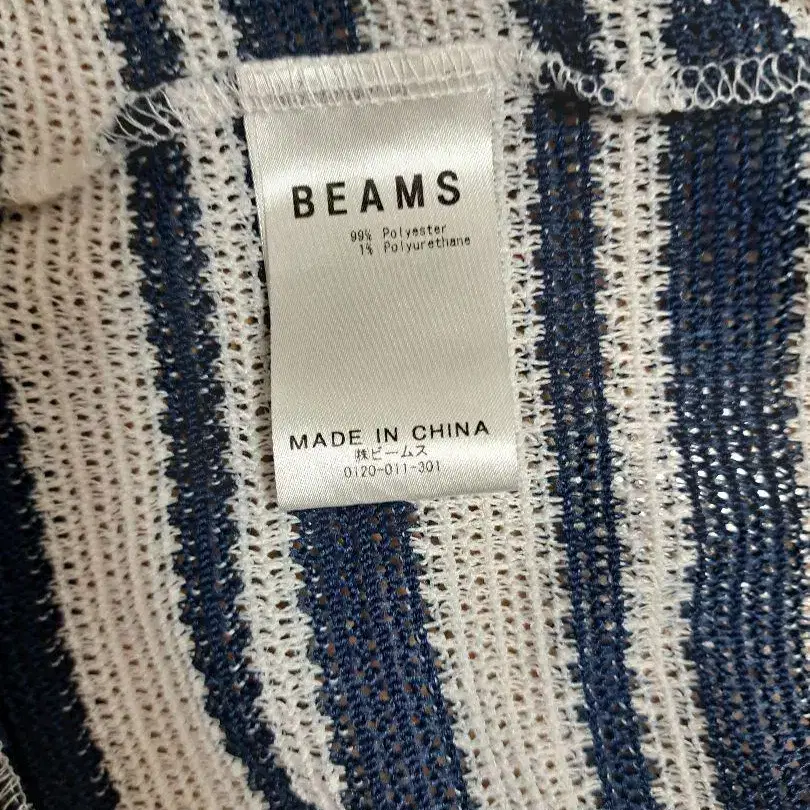 BEAMS
99% Polyester
1% Polyurethane
MADE IN CHINA
㈱ビームス
0120-011-301